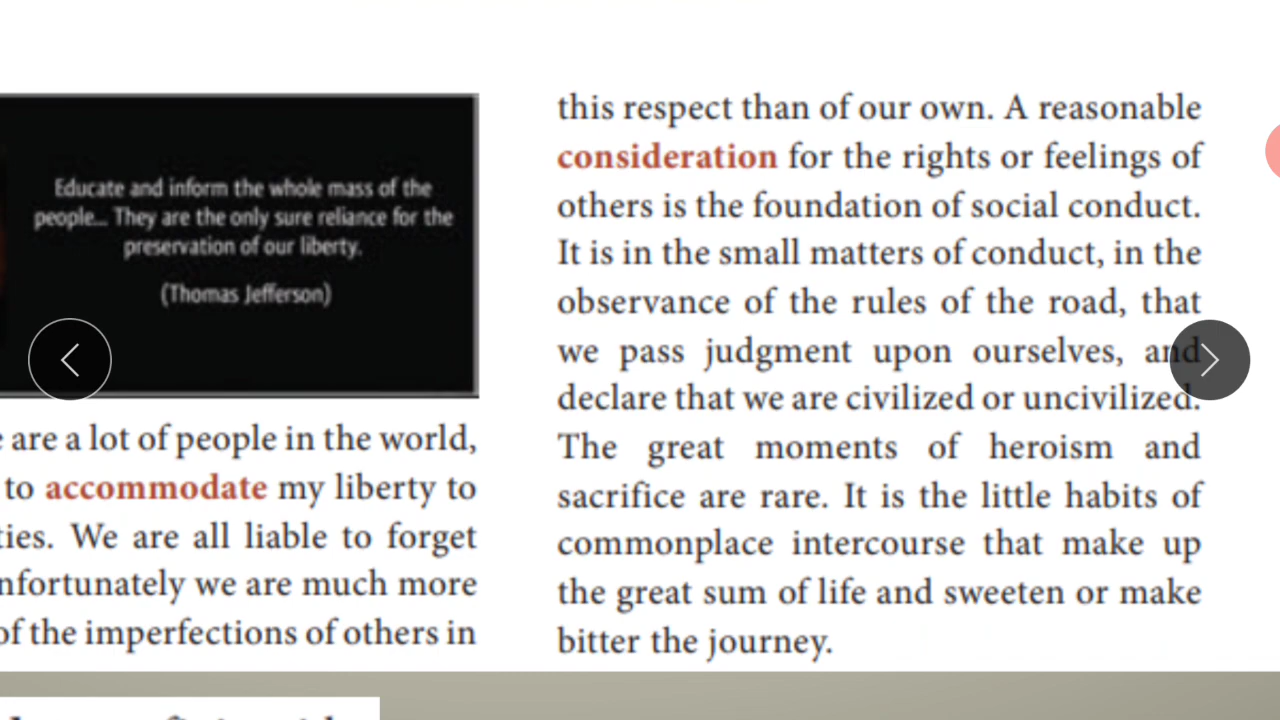 Educate and inform the whole mass of the
people... They are the only sure reliance for the
preservation of our liberty.
(Thomas Jefferson)
are a lot of people in the world,
to accommodate my liberty to
We are all liable to forget
we are much more
of the imperfections of others in
this respect than of our own. A reasonable
consideration for the rights or feelings of
others is the foundation of social conduct.
It is in the small matters of conduct, in the
observance of the rules of the road, that
we pass judgment upon ourselves, and
declare that we are civilized or uncivilized.
The great moments of heroism and
sacrifice are rare. It is the little habits of
commonplace intercourse that make up
the great sum of life and sweeten or make
bitter the journey.